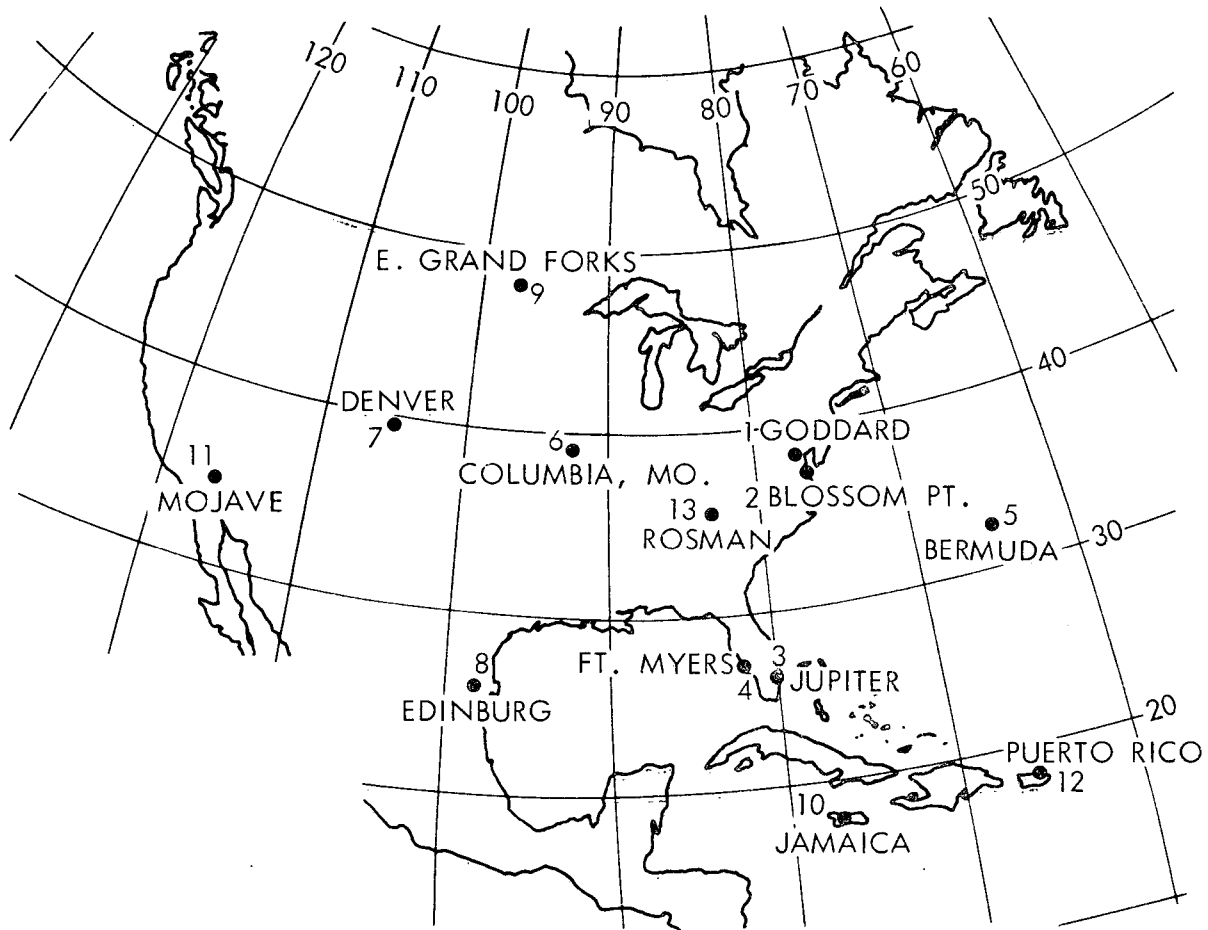 120
110
100
90
80
70
60
50
E. GRAND FORKS
9
40
DENVER
7
1 GODDARD
6
COLUMBIA, MO.
11
MOJAVE
2 BLOSSOM PT.
13
ROSMAN
5
BERMUDA
30
8
EDINBURG
FT. MYERS
4
3
JUPITER
20
PUERTO RICO
12
10
JAMAICA